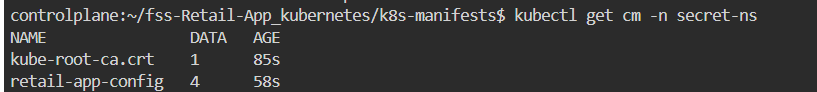 controlplane:~/fss-Retail-App_kubernetes/k8s-manifests$ kubectl get cm -n secret-ns
NAME DATA AGE
kube-root-ca.crt 1 85s
retail-app-config 4 58s